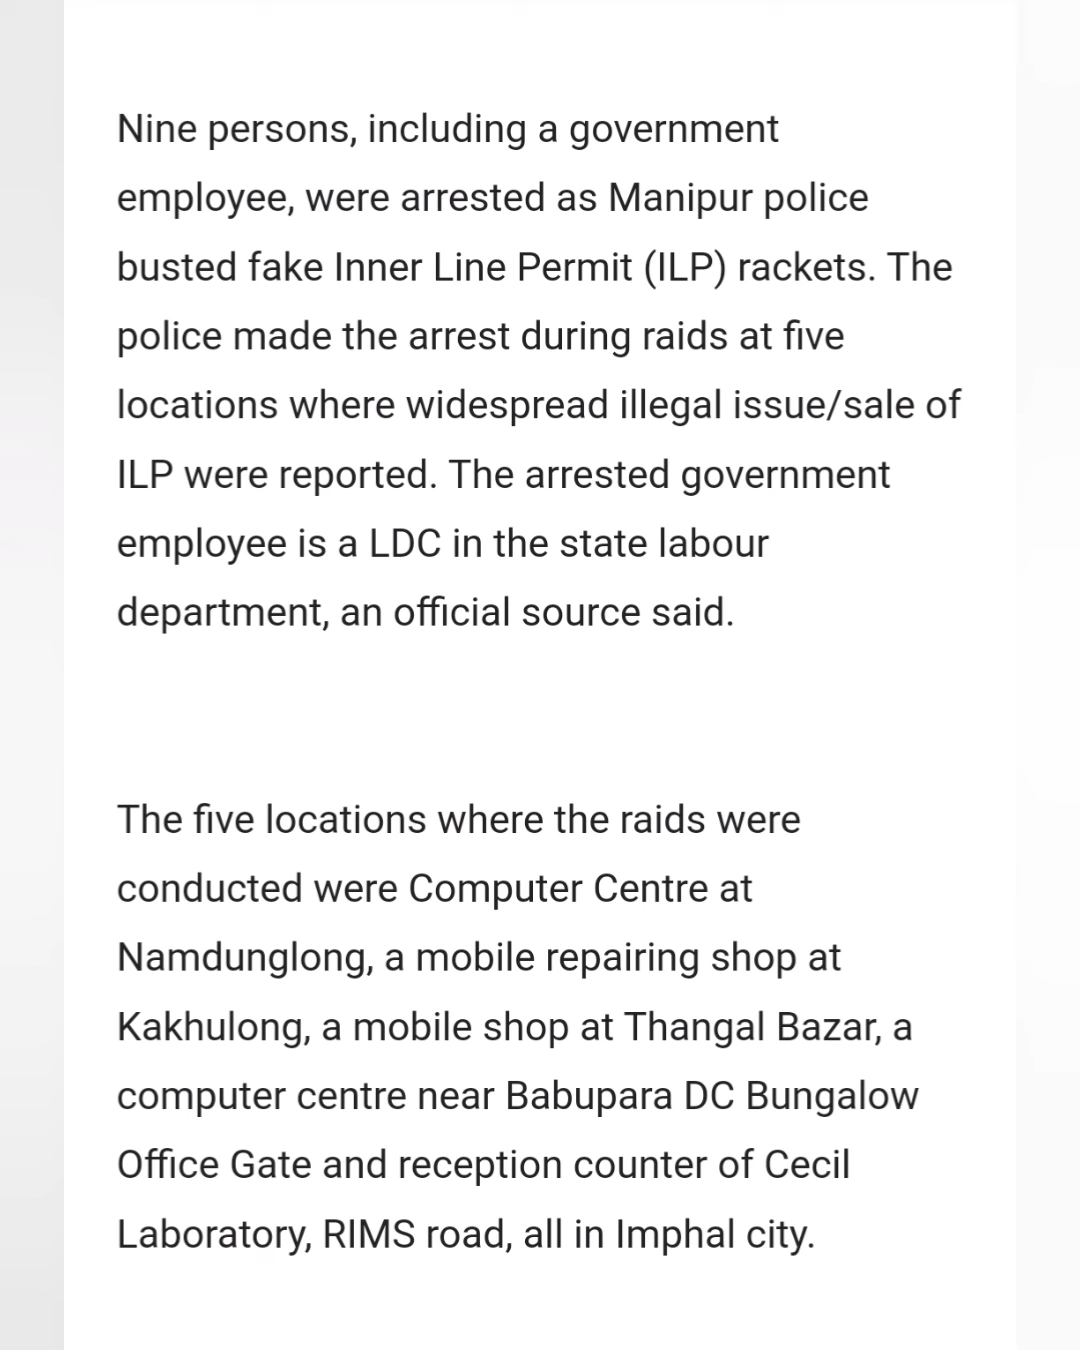 Nine persons, including a government
employee, were arrested as Manipur police
busted fake Inner Line Permit (ILP) rackets. The
police made the arrest during raids at five
locations where widespread illegal issue/sale of
ILP were reported. The arrested government
employee is a LDC in the state labour
department, an official source said.
The five locations where the raids were
conducted were Computer Centre at
Namdunglong, a mobile repairing shop at
Kakhulong, a mobile shop at Thangal Bazar, a
computer centre near Babupara DC Bungalow
Office Gate and reception counter of Cecil
Laboratory, RIMS road, all in Imphal city.